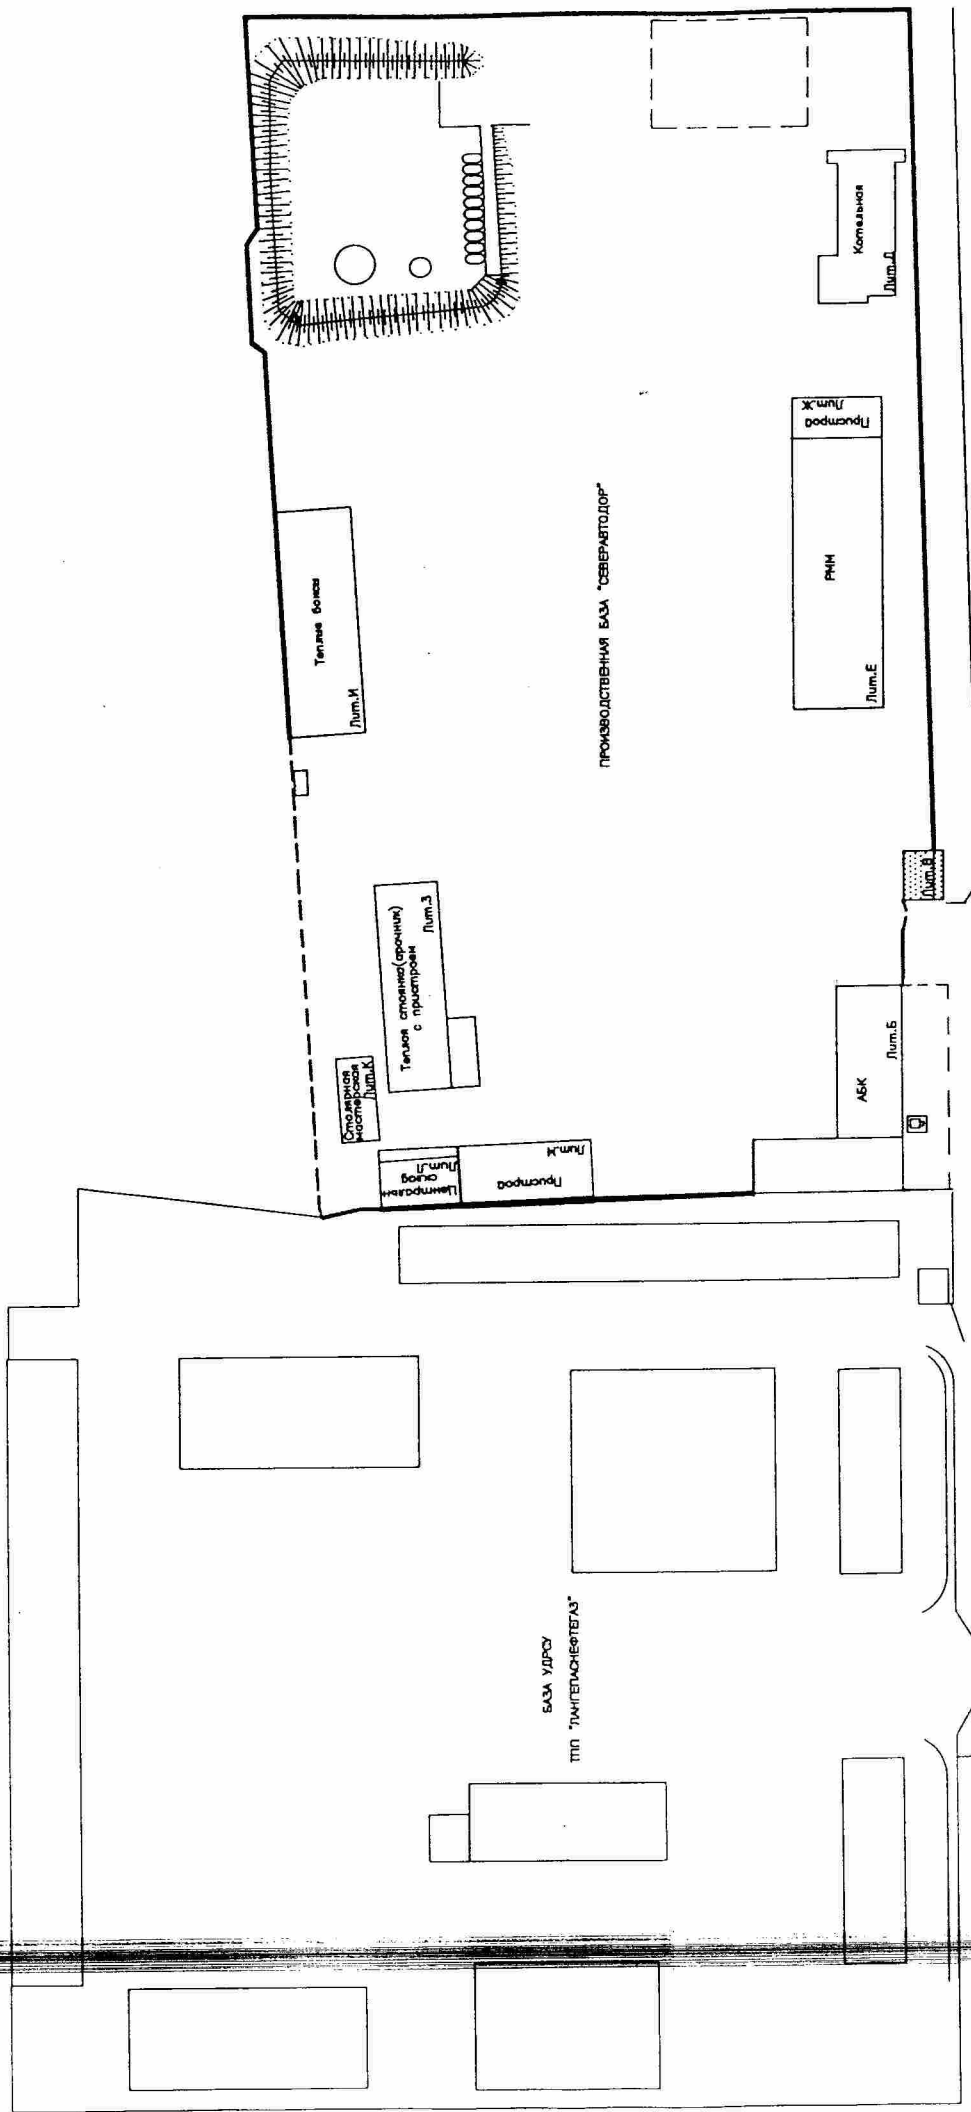 Котельная
Лит.Д
Пристрой
Лит.Ж
РММ
Лит.Е
Теплые боксы
Лит.И
ПРОИЗВОДСТВЕННАЯ БАЗА "СЕВЕРАВТОДОР"
Лит.В
Теплая стоянка(арочник)
с пристроем
Лит.З
Столярная
мастерская
Лит.К
АБК
Лит.Б
Центральн
склад
Лит.Л
Пристрой
БАЗА УДРСУ
ТПП "ЛАНГЕПАСНЕФТЕГАЗ"